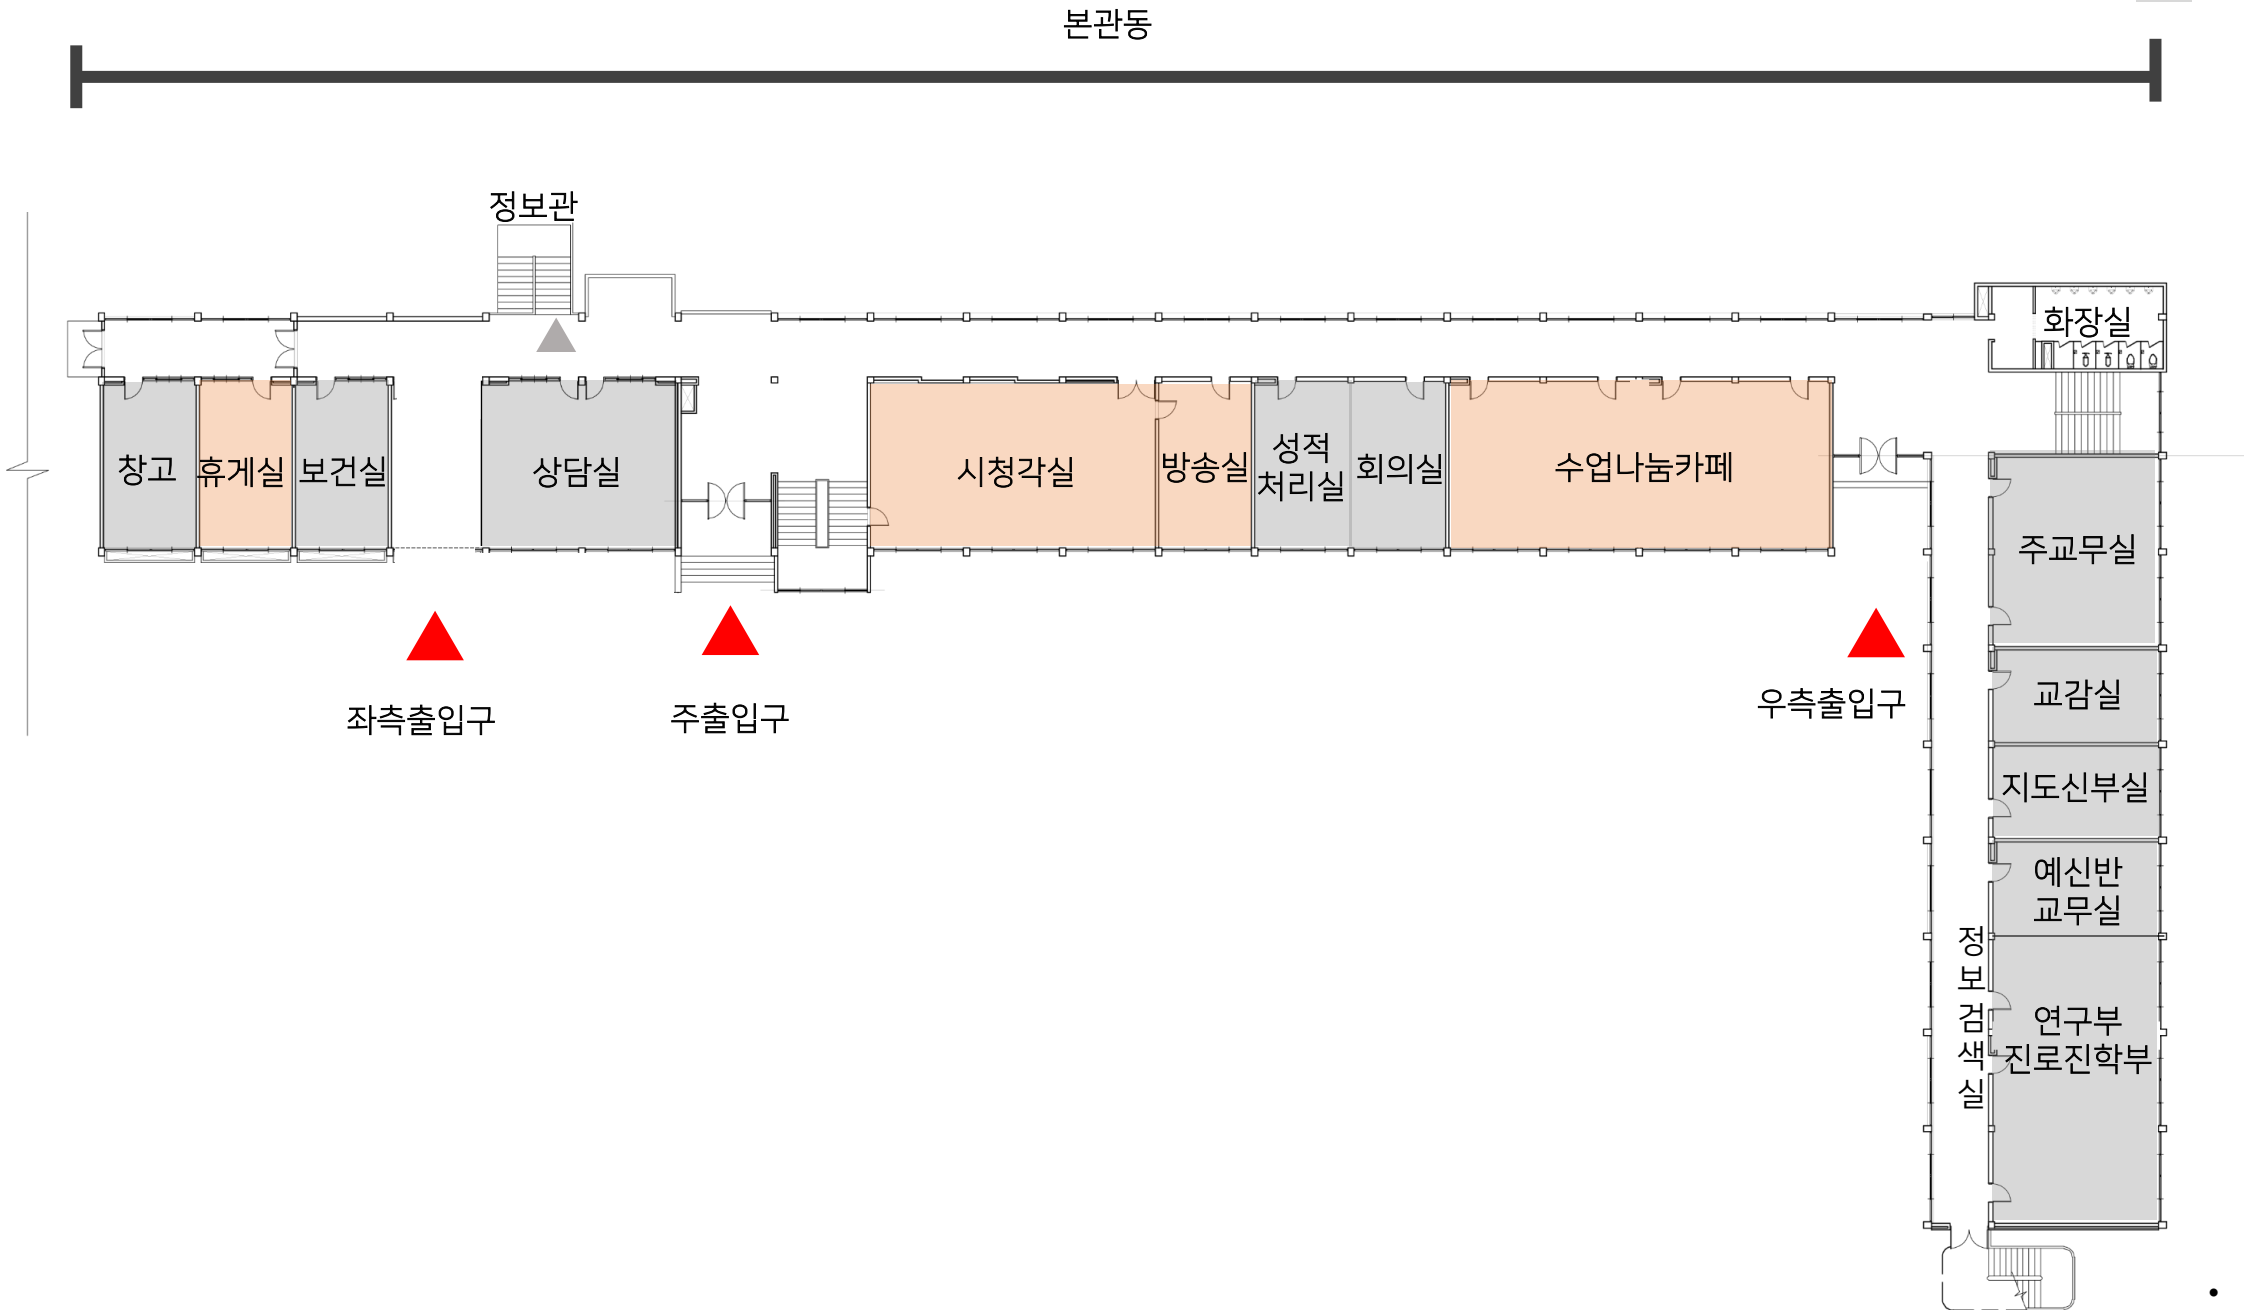 본관동
정보관
화장실
창고
휴게실
보건실
상담실
시청각실
방송실
성적
처리실
회의실
수업나눔카페
주교무실
교감실
지도신부실
예신반
교무실
연구부
진로진학부
정보검색실
좌측출입구
주출입구
우측출입구